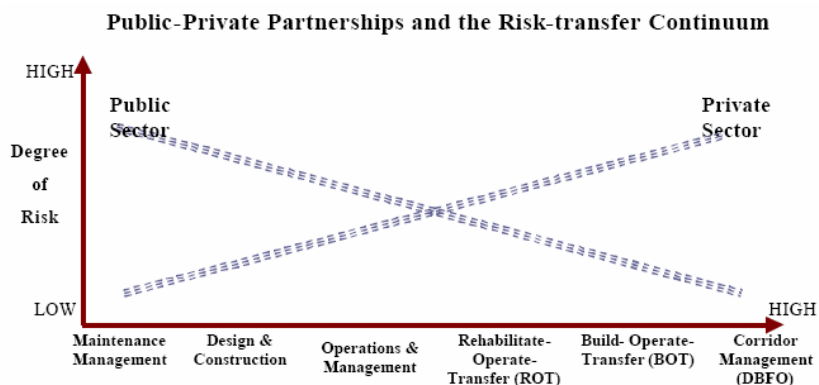 Public-Private Partnerships and the Risk-transfer Continuum
HIGH
Public
Sector
Private
Sector
Degree
of
Risk
LOW
HIGH
Maintenance
Management
Design &
Construction
Operations &
Management
Rehabilitate-
Operate-
Transfer (ROT)
Build- Operate-
Transfer (BOT)
Corridor
Management
(DBFO)